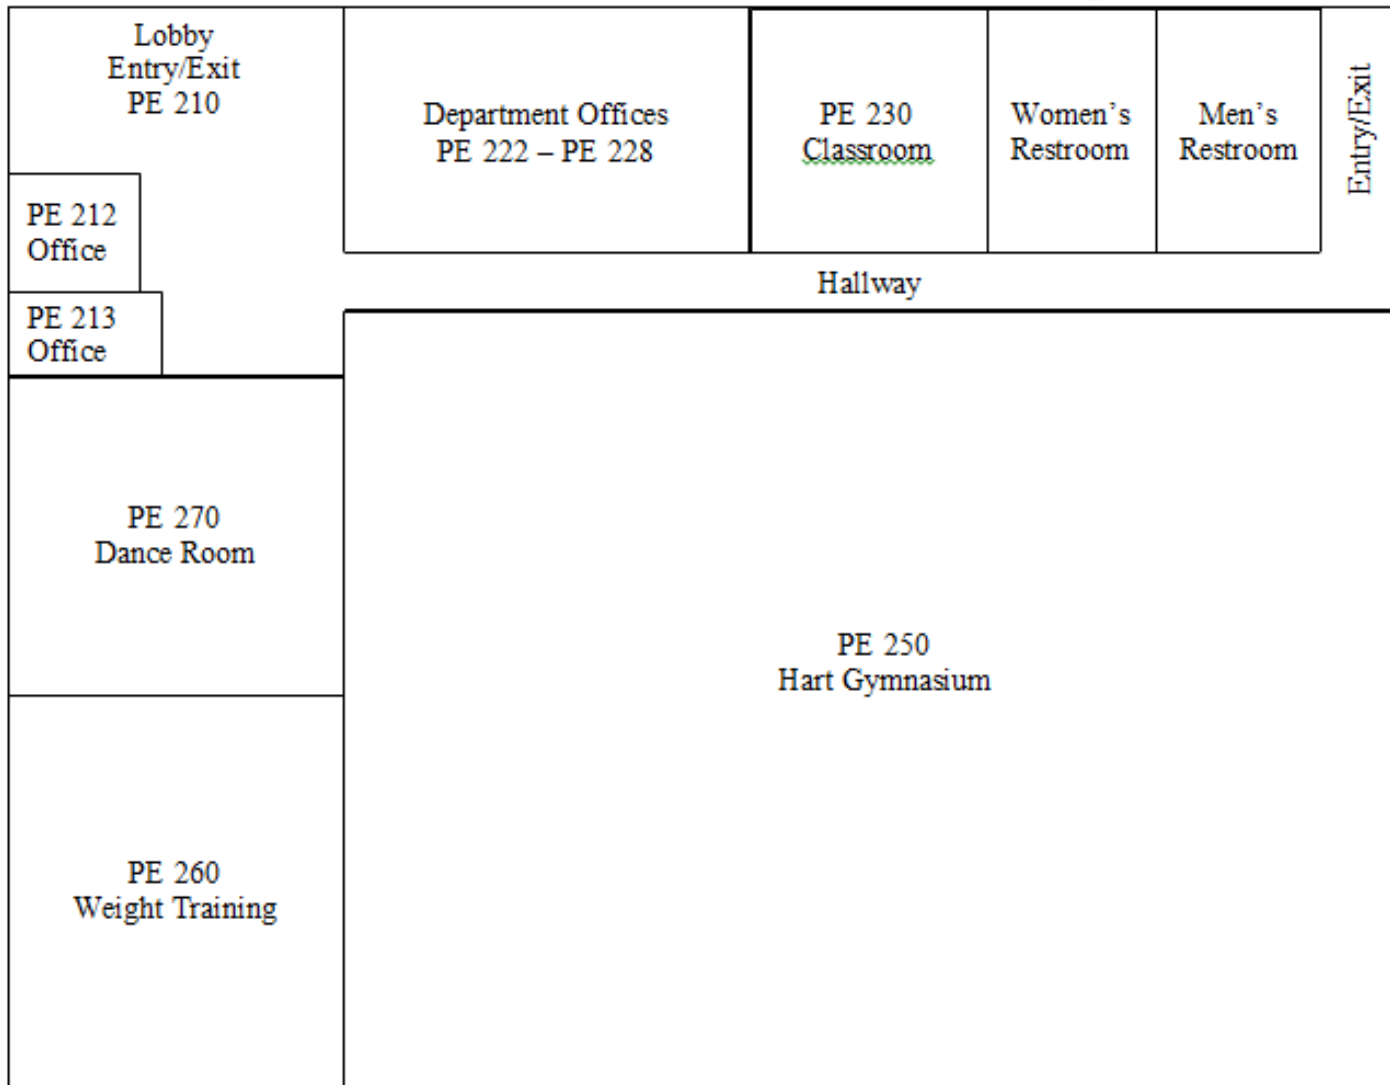 Lobby
Entry/Exit
PE 210
Department Offices
PE 222 – PE 228
PE 230
Classroom
Women’s
Restroom
Men’s
Restroom
Entry/Exit
PE 212
Office
Hallway
PE 213
Office
PE 270
Dance Room
PE 250
Hart Gymnasium
PE 260
Weight Training